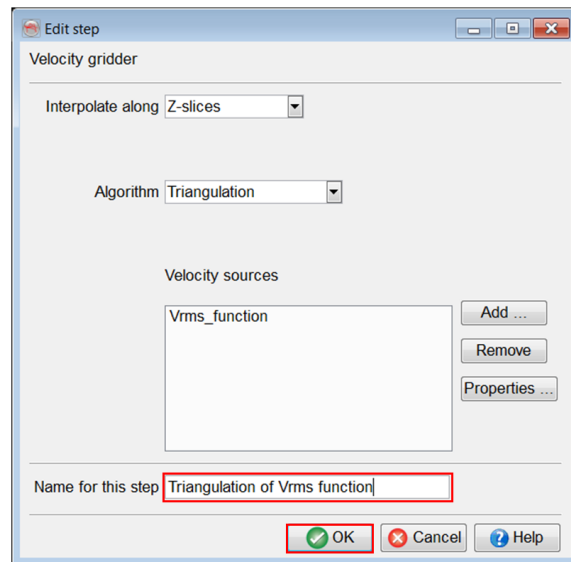 Edit step
Velocity gridder
Interpolate along Z-slices
Algorithm Triangulation
Velocity sources
Vrms_function
Add ...
Remove
Properties ...
Name for this step Triangulation of Vrms function
OK Cancel Help